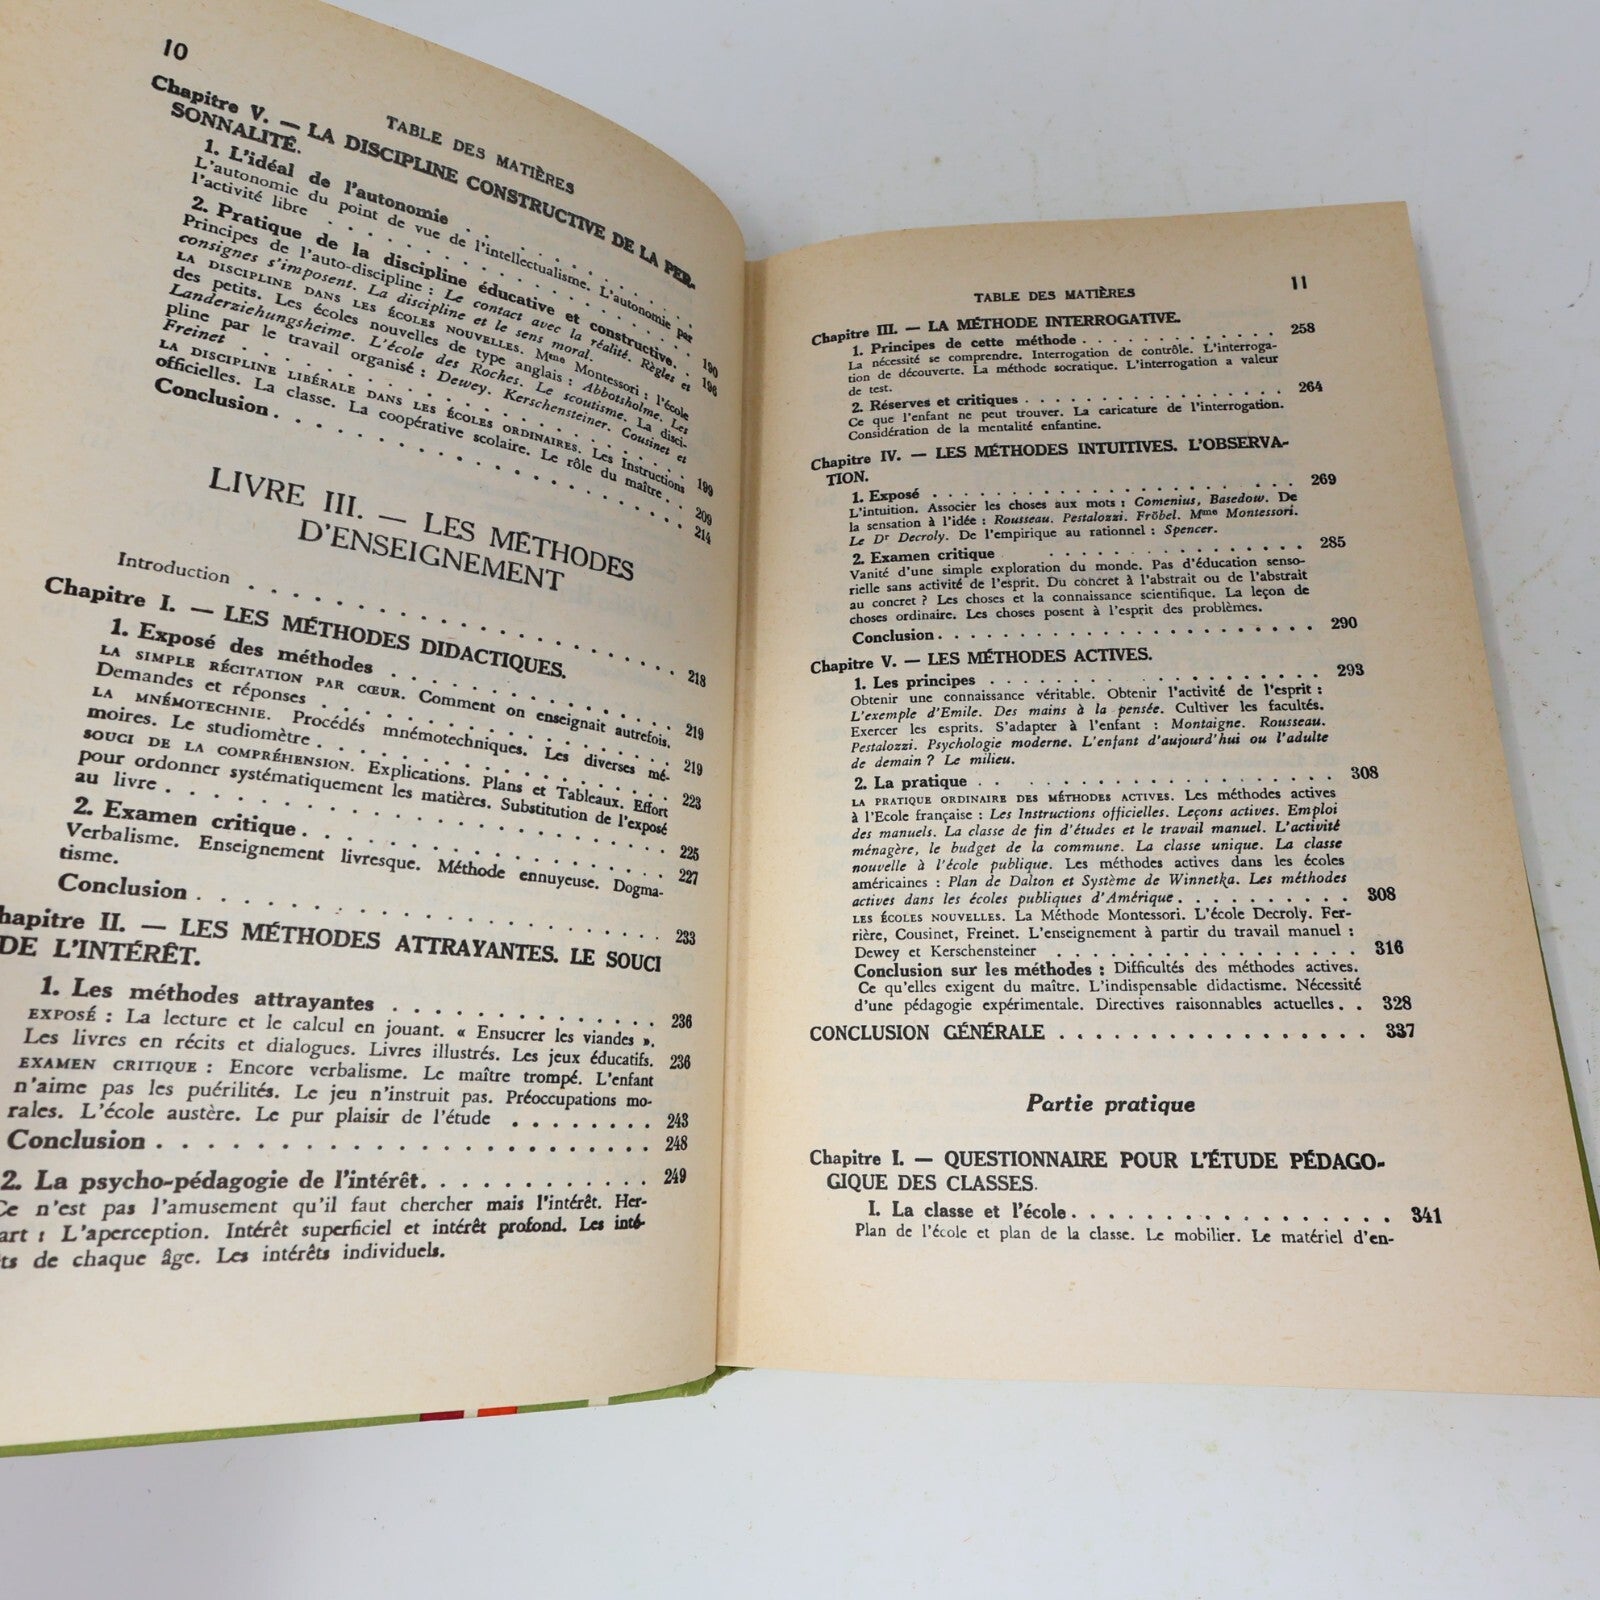 10
TABLE DES MATIÈRES
Chapitre V. — LA DISCIPLINE CONSTRUCTIVE DE LA PER-
SONNALITÉ.
1. L'idéal de l'autonomie . . . . . . . . . . 190
L'autonomie du point de vue de l'intellectualisme. L'autonomie par
l'activité libre
2. Pratique de la discipline éducative et constructive. . 196
Principes de l'auto-discipline : Le contact avec la réalité. Règles et
consignes s'imposent. La discipline et le sens moral.
LA DISCIPLINE DANS LES ÉCOLES NOUVELLES. Mme Montessori : l'école
des petits. Les écoles nouvelles de type anglais : Abbotsholme. Les
Landerziehungsheime. L'école des Roches. Le scoutisme. La disci-
pline par le travail organisé : Dewey. Kerschensteiner. Cousinet et
Freinet . . . . . . . . . . 199
LA DISCIPLINE LIBÉRALE DANS LES ÉCOLES ORDINAIRES. Les Instructions
officielles. La classe. La coopérative scolaire. Le rôle du maître . 209
Conclusion . . . . . . . . . . 214
LIVRE III. — LES MÉTHODES
D'ENSEIGNEMENT
Introduction . . . . . . . . . . 218
Chapitre I. — LES MÉTHODES DIDACTIQUES.
1. Exposé des méthodes . . . . . . . . . . 219
LA SIMPLE RÉCITATION PAR CŒUR. Comment on enseignait autrefois.
Demandes et réponses . . . . . . . . . . 219
LA MNÉMOTECHNIE. Procédés mnémotechniques. Les diverses mé-
moires. Le studiomètre . . . . . . . . . . 223
SOUCI DE LA COMPRÉHENSION. Explications. Plans et Tableaux. Effort
pour ordonner systématiquement les matières. Substitution de l'exposé
au livre . . . . . . . . . . 225
2. Examen critique . . . . . . . . . . 227
Verbalisme. Enseignement livresque. Méthode ennuyeuse. Dogma-
tisme.
Conclusion . . . . . . . . . . 233
hapitre II. — LES MÉTHODES ATTRAYANTES. LE SOUCI
DE L'INTÉRÊT.
1. Les méthodes attrayantes . . . . . . . . . . 236
EXPOSÉ : La lecture et le calcul en jouant. « Ensucrer les viandes ».
Les livres en récits et dialogues. Livres illustrés. Les jeux éducatifs. 236
EXAMEN CRITIQUE : Encore verbalisme. Le maître trompé. L'enfant
n'aime pas les puérilités. Le jeu n'instruit pas. Préoccupations mo-
rales. L'école austère. Le pur plaisir de l'étude . . . . . . . . 243
Conclusion . . . . . . . . . . 248
2. La psycho-pédagogie de l'intérêt . . . . . . . . . . 249
Ce n'est pas l'amusement qu'il faut chercher mais l'intérêt. Her-
art : L'aperception. Intérêt superficiel et intérêt profond. Les inté-
ts de chaque âge. Les intérêts individuels.
TABLE DES MATIÈRES
11
Chapitre III. — LA MÉTHODE INTERROGATIVE.
1. Principes de cette méthode . . . . . . . . . . 258
La nécessité se comprendre. Interrogation de contrôle. L'interroga-
tion de découverte. La méthode socratique. L'interrogation a valeur
de test.
2. Réserves et critiques . . . . . . . . . . 264
Ce que l'enfant ne peut trouver. La caricature de l'interrogation.
Considération de la mentalité enfantine.
Chapitre IV. — LES MÉTHODES INTUITIVES. L'OBSERVA-
TION.
1. Exposé . . . . . . . . . . 269
L'intuition. Associer les choses aux mots : Comenius, Basedow. De
la sensation à l'idée : Rousseau. Pestalozzi. Fröbel. Mme Montessori.
Le Dr Decroly. De l'empirique au rationnel : Spencer.
2. Examen critique . . . . . . . . . . 285
Vanité d'une simple exploration du monde. Pas d'éducation senso-
rielle sans activité de l'esprit. Du concret à l'abstrait ou de l'abstrait
au concret ? Les choses et la connaissance scientifique. La leçon de
choses ordinaire. Les choses posent à l'esprit des problèmes.
Conclusion . . . . . . . . . . 290
Chapitre V. — LES MÉTHODES ACTIVES.
1. Les principes . . . . . . . . . . 293
Obtenir une connaissance véritable. Obtenir l'activité de l'esprit :
L'exemple d'Emile. Des mains à la pensée. Cultiver les facultés.
Exercer les esprits. S'adapter à l'enfant : Montaigne. Rousseau.
Pestalozzi. Psychologie moderne. L'enfant d'aujourd'hui ou l'adulte
de demain ? Le milieu.
2. La pratique . . . . . . . . . . 308
LA PRATIQUE ORDINAIRE DES MÉTHODES ACTIVES. Les méthodes actives
à l'Ecole française : Les Instructions officielles. Leçons actives. Emploi
des manuels. La classe de fin d'études et le travail manuel. L'activité
ménagère, le budget de la commune. La classe unique. La classe
nouvelle à l'école publique. Les méthodes actives dans les écoles
américaines : Plan de Dalton et Système de Winnetka. Les méthodes
actives dans les écoles publiques d'Amérique . . . . . . . . . . 308
LES ÉCOLES NOUVELLES. La Méthode Montessori. L'école Decroly. Fer-
rière, Cousinet, Freinet. L'enseignement à partir du travail manuel :
Dewey et Kerschensteiner . . . . . . . . . . 316
Conclusion sur les méthodes : Difficultés des méthodes actives.
Ce qu'elles exigent du maître. L'indispensable didactisme. Nécessité
d'une pédagogie expérimentale. Directives raisonnables actuelles . . 328
CONCLUSION GÉNÉRALE . . . . . . . . . . 337
Partie pratique
Chapitre I. — QUESTIONNAIRE POUR L'ÉTUDE PÉDAGO-
GIQUE DES CLASSES.
I. La classe et l'école . . . . . . . . . . 341
Plan de l'école et plan de la classe. Le mobilier. Le matériel d'en-